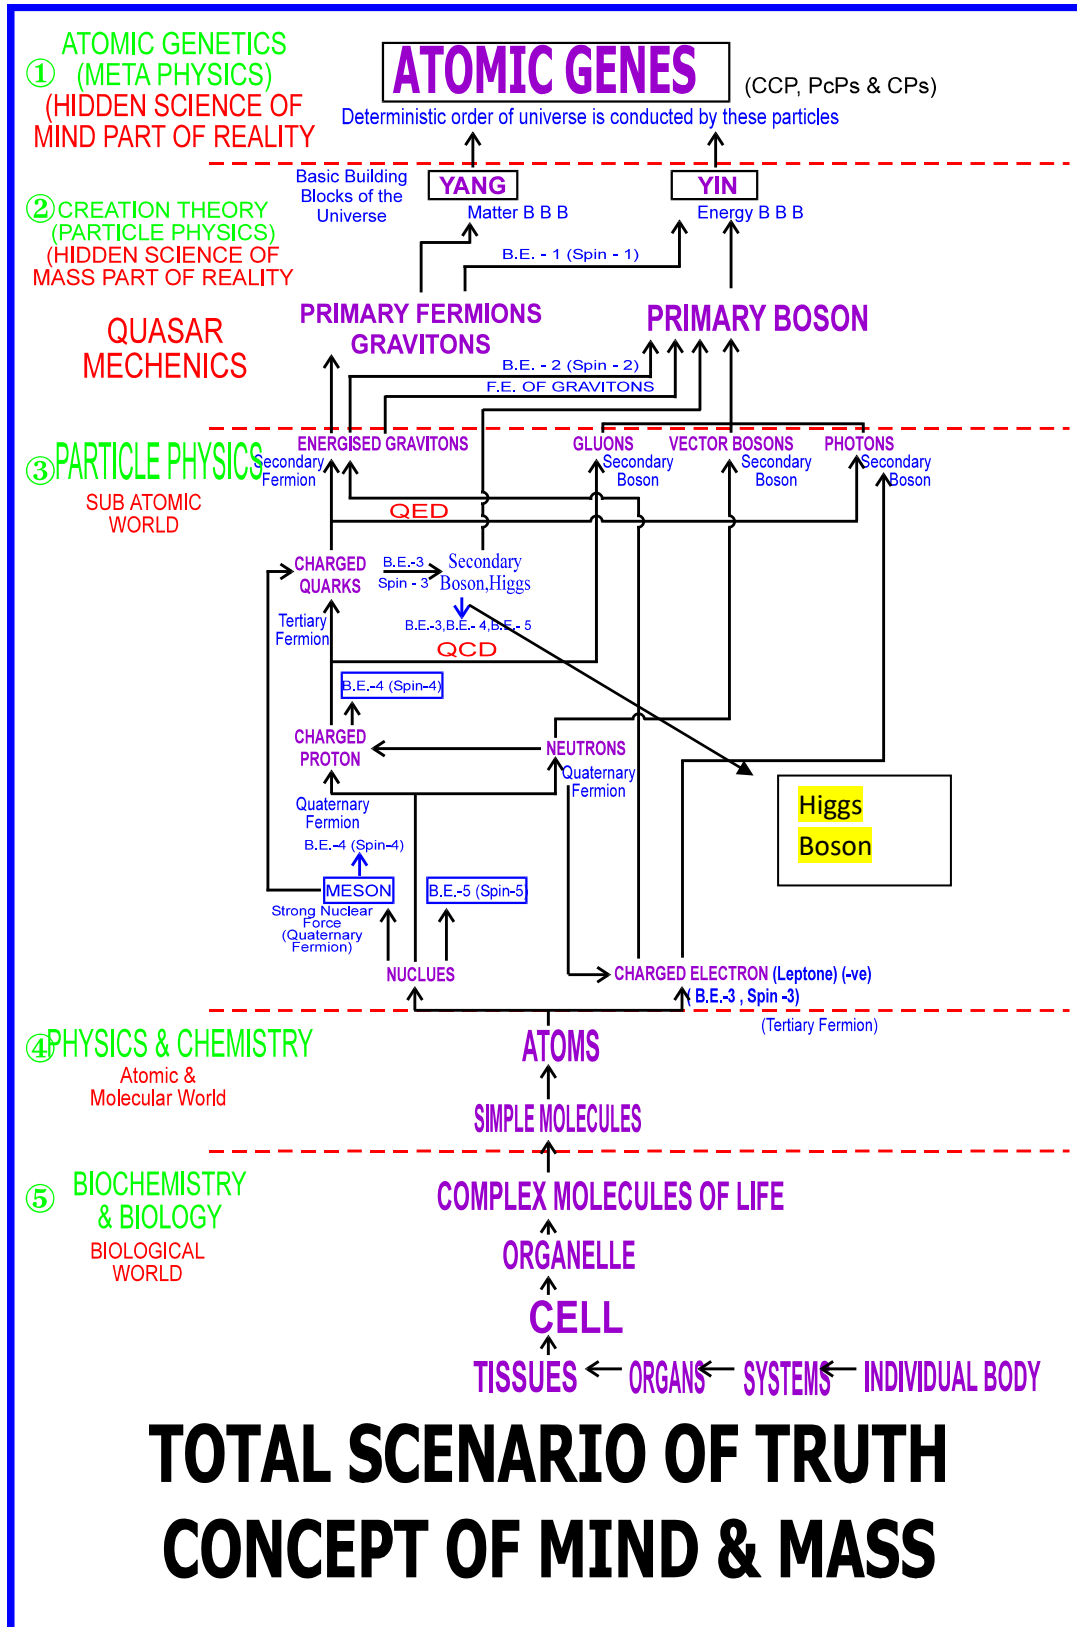 ATOMIC GENETICS
①
(META PHYSICS)
(HIDDEN SCIENCE OF
MIND PART OF REALITY
ATOMIC GENES
(CCP, PcPs & CPs)
Deterministic order of universe is conducted by these particles
Basic Building
Blocks of the
Universe
YANG
Matter B B B
YIN
Energy B B B
②
CREATION THEORY
(PARTICLE PHYSICS)
(HIDDEN SCIENCE OF
MASS PART OF REALITY
B.E. - 1 (Spin - 1)
QUASAR
MECHENICS
PRIMARY FERMIONS
GRAVITONS
PRIMARY BOSON
B.E. - 2 (Spin - 2)
F.E. OF GRAVITONS
③
PARTICLE PHYSICS
SUB ATOMIC
WORLD
ENERGISED GRAVITONS
Secondary
Fermion
GLUONS
Secondary
Boson
VECTOR BOSONS
Secondary
Boson
PHOTONS
Secondary
Boson
QED
CHARGED
QUARKS
B.E.-3
Spin - 3
Secondary
Boson,Higgs
B.E.-3,B.E.- 4,B.E.- 5
Tertiary
Fermion
QCD
B.E.-4 (Spin-4)
CHARGED
PROTON
NEUTRONS
Quaternary
Fermion
Quaternary
Fermion
Higgs
Boson
B.E.-4 (Spin-4)
MESON
B.E.-5 (Spin-5)
Strong Nuclear
Force
(Quaternary
Fermion)
NUCLUES
CHARGED ELECTRON (Leptone) (-ve)
( B.E.-3 , Spin -3)
(Tertiary Fermion)
④
PHYSICS & CHEMISTRY
Atomic &
Molecular World
ATOMS
SIMPLE MOLECULES
⑤
BIOCHEMISTRY
& BIOLOGY
BIOLOGICAL
WORLD
COMPLEX MOLECULES OF LIFE
ORGANELLE
CELL
TISSUES ORGANS SYSTEMS INDIVIDUAL BODY
TOTAL SCENARIO OF TRUTH
CONCEPT OF MIND & MASS